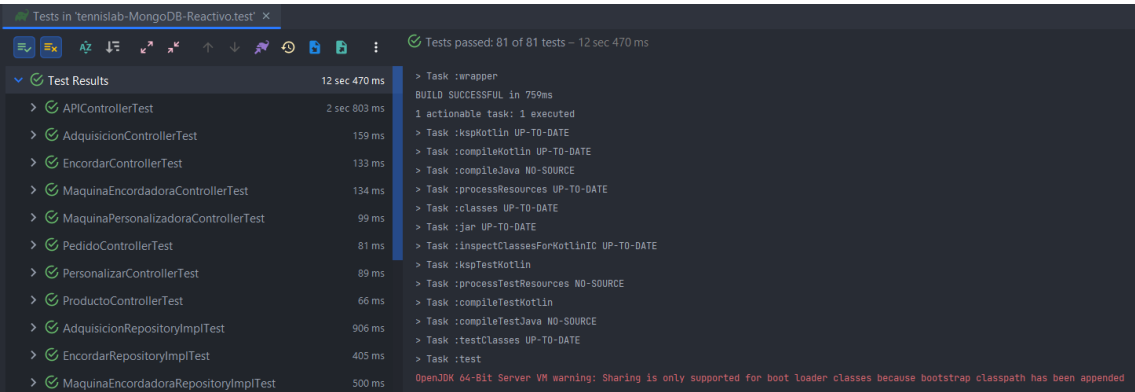 Tests in 'tennislab-MongoDB-Reactivo.test' ×
Tests passed: 81 of 81 tests – 12 sec 470 ms
Test Results 12 sec 470 ms
APIControllerTest 2 sec 803 ms
AdquisicionControllerTest 159 ms
EncordarControllerTest 133 ms
MaquinaEncordadoraControllerTest 134 ms
MaquinaPersonalizadoraControllerTest 99 ms
PedidoControllerTest 81 ms
PersonalizarControllerTest 89 ms
ProductoControllerTest 66 ms
AdquisicionRepositoryImplTest 906 ms
EncordarRepositoryImplTest 405 ms
MaquinaEncordadoraRepositoryImplTest 500 ms
> Task :wrapper
BUILD SUCCESSFUL in 759ms
1 actionable task: 1 executed
> Task :kspKotlin UP-TO-DATE
> Task :compileKotlin UP-TO-DATE
> Task :compileJava NO-SOURCE
> Task :processResources UP-TO-DATE
> Task :classes UP-TO-DATE
> Task :jar UP-TO-DATE
> Task :inspectClassesForKotlinIC UP-TO-DATE
> Task :kspTestKotlin
> Task :processTestResources NO-SOURCE
> Task :compileTestKotlin
> Task :compileTestJava NO-SOURCE
> Task :testClasses UP-TO-DATE
> Task :test
OpenJDK 64-Bit Server VM warning: Sharing is only supported for boot loader classes because bootstrap classpath has been appended